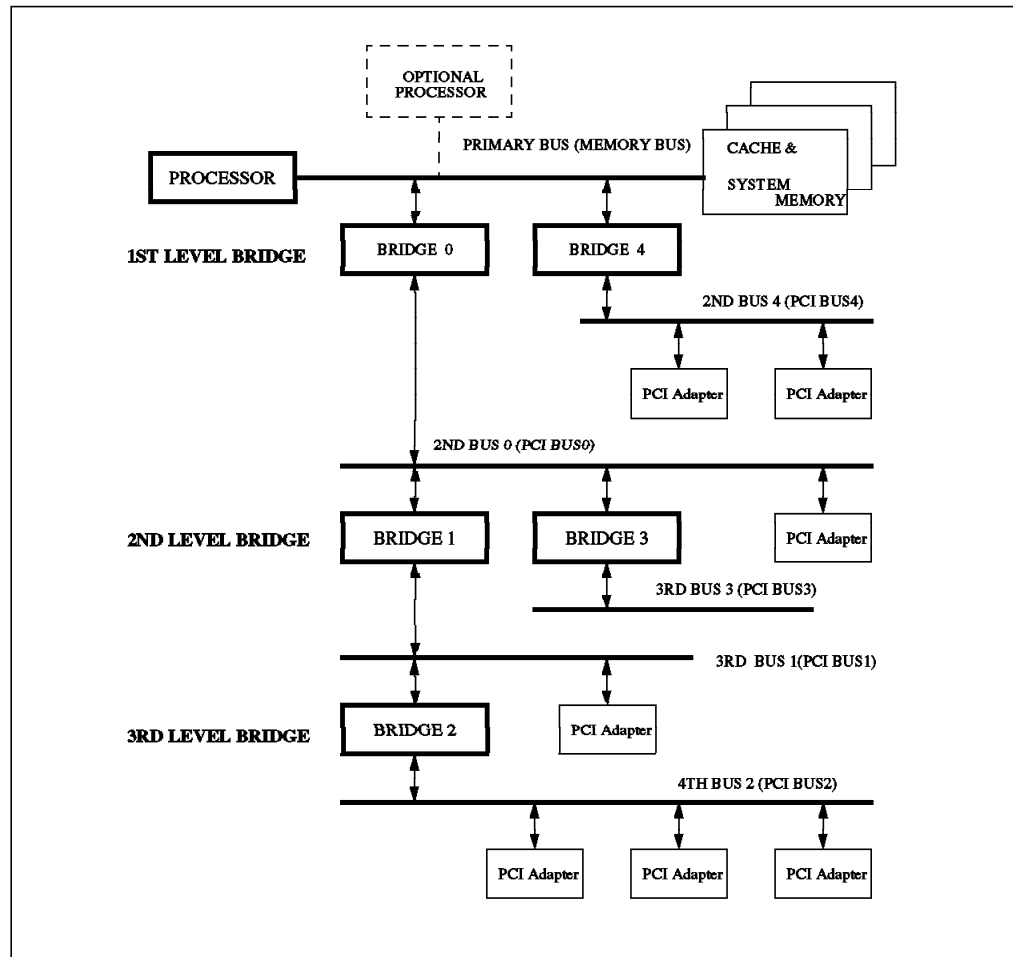 OPTIONAL
PROCESSOR
PRIMARY BUS (MEMORY BUS)
CACHE &
SYSTEM
MEMORY
PROCESSOR
1ST LEVEL BRIDGE
BRIDGE 0
BRIDGE 4
2ND BUS 4 (PCI BUS4)
PCI Adapter
PCI Adapter
2ND BUS 0 (PCI BUS0)
2ND LEVEL BRIDGE
BRIDGE 1
BRIDGE 3
PCI Adapter
3RD BUS 3 (PCI BUS3)
3RD BUS 1(PCI BUS1)
3RD LEVEL BRIDGE
BRIDGE 2
PCI Adapter
4TH BUS 2 (PCI BUS2)
PCI Adapter
PCI Adapter
PCI Adapter